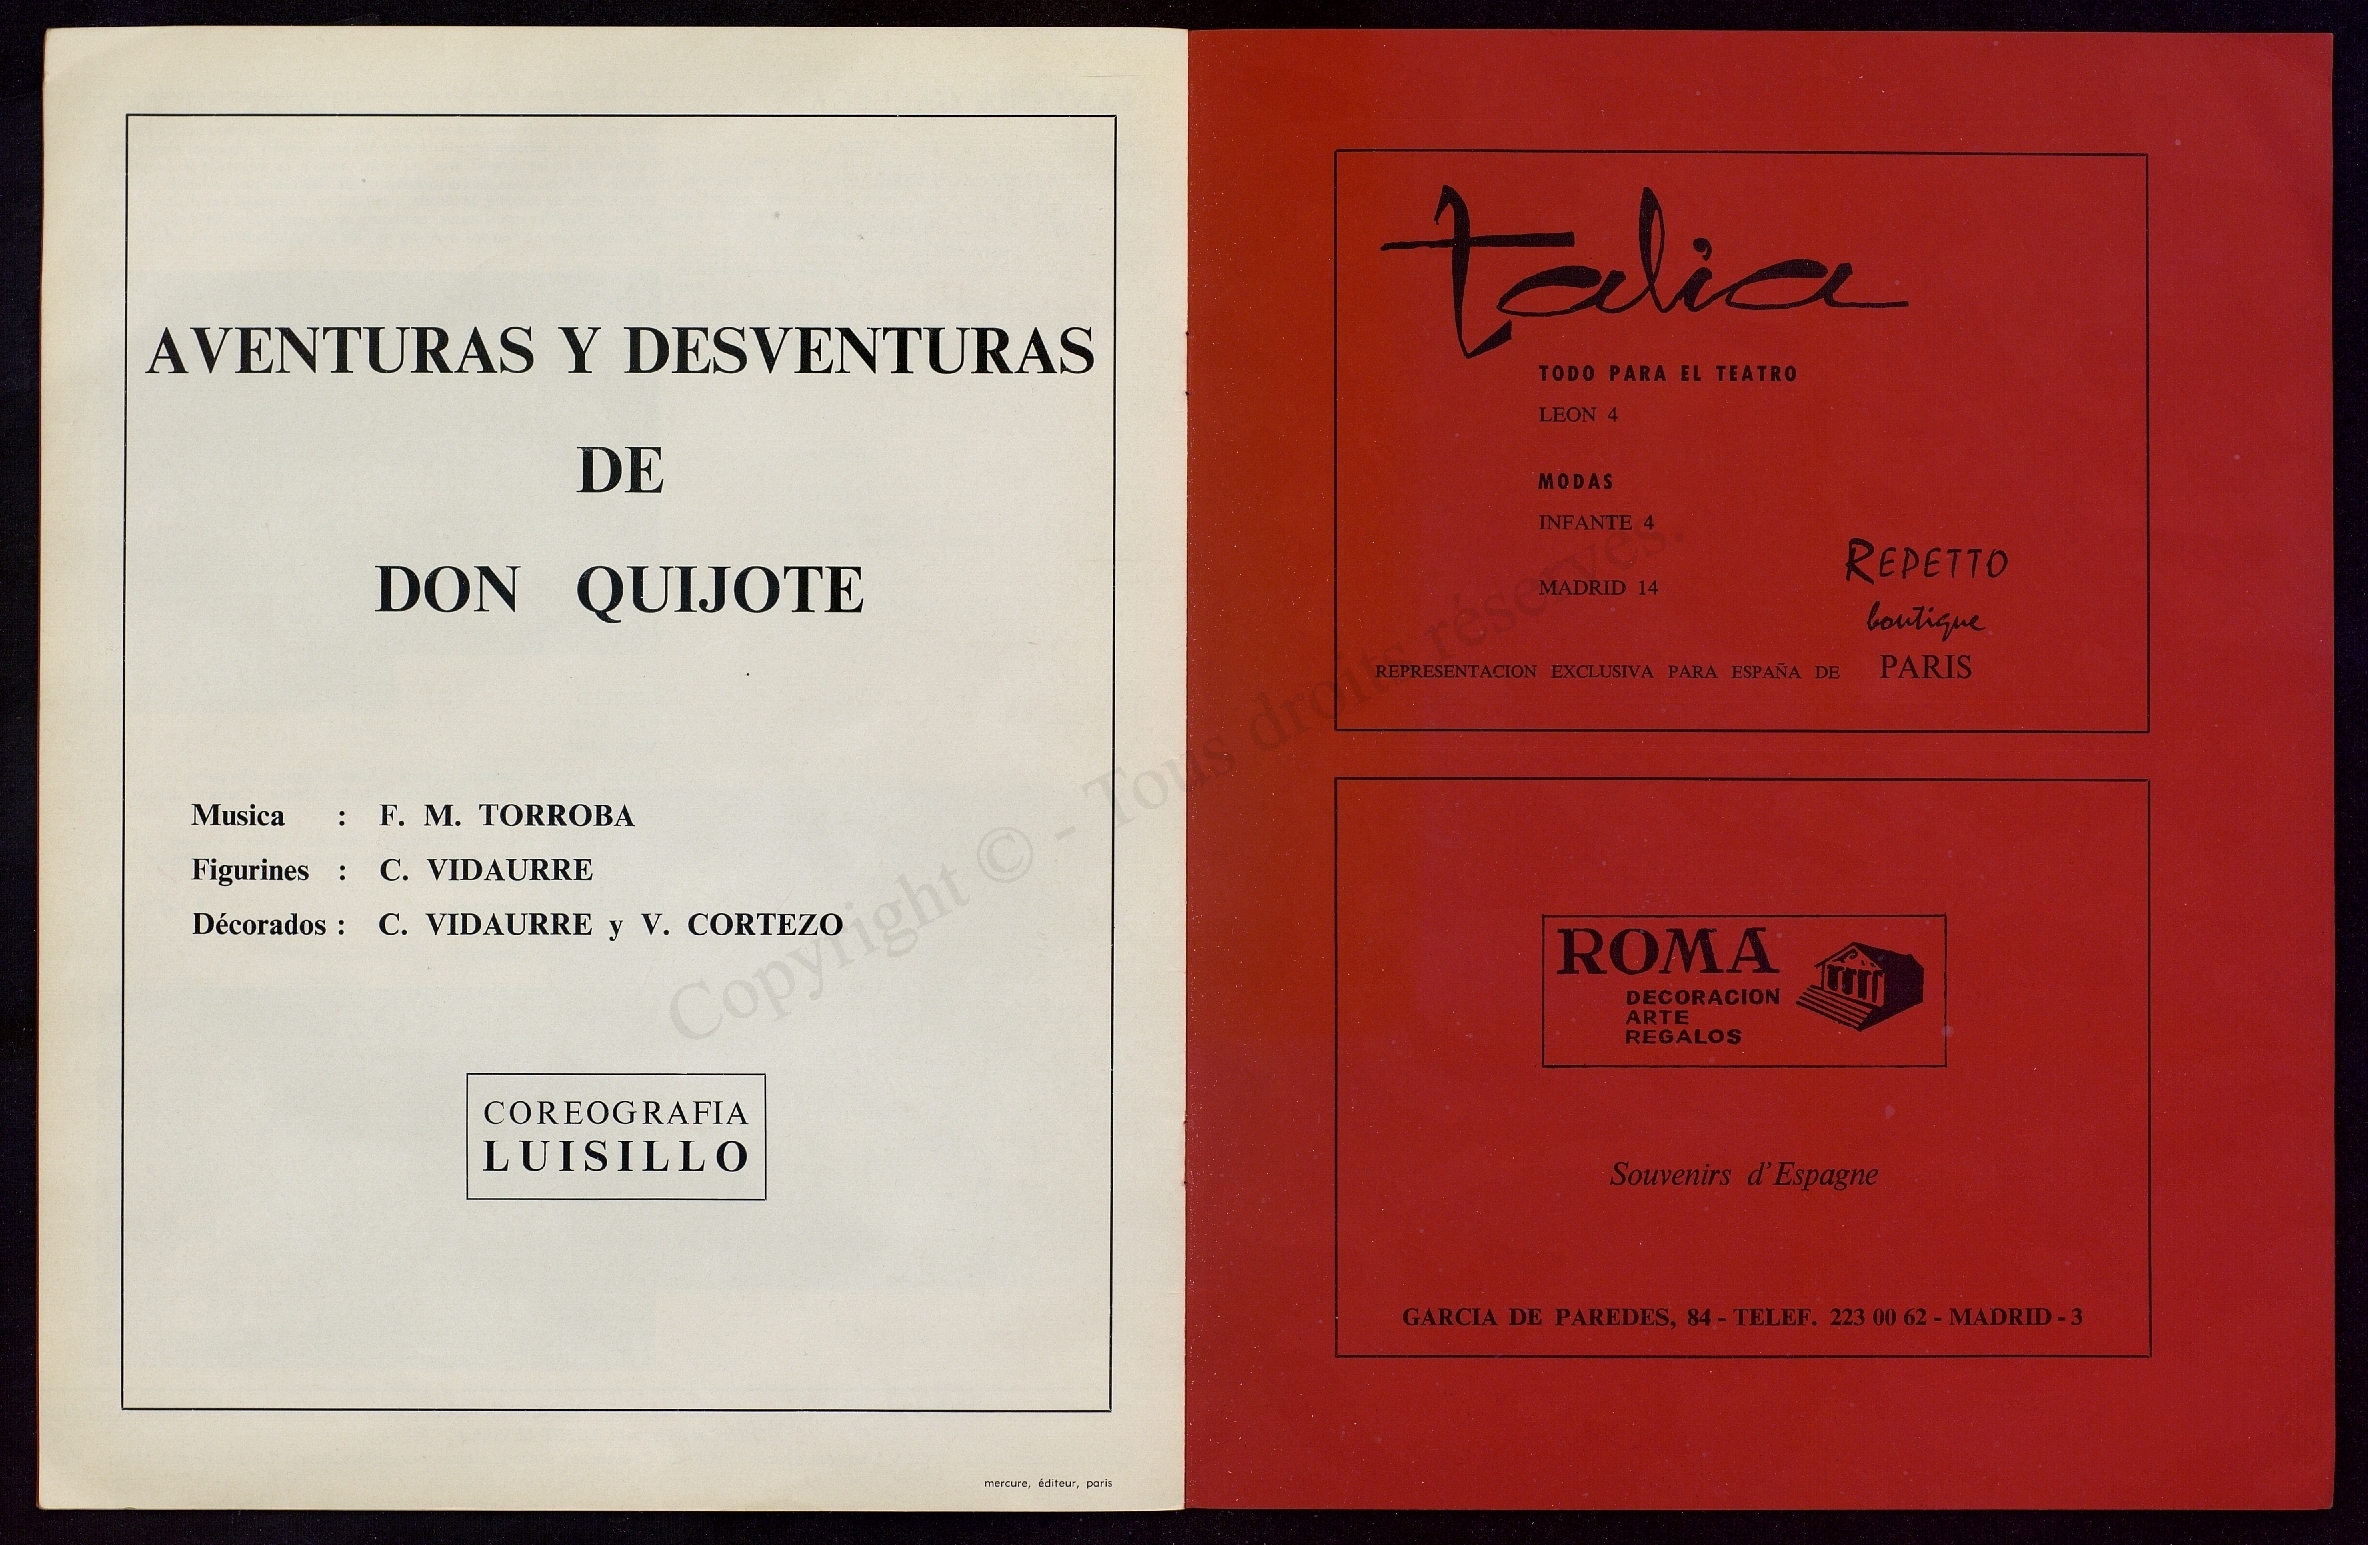 AVENTURAS Y DESVENTURAS
DE
DON QUIJOTE
Musica : F. M. TORROBA
Figurines : C. VIDAURRE
Décorados : C. VIDAURRE y V. CORTEZO
COREOGRAFIA
LUISILLO
mercure, éditeur, paris
talia
TODO PARA EL TEATRO
LEON 4
MODAS
INFANTE 4
MADRID 14
REPETTO
boutique
REPRESENTACION EXCLUSIVA PARA ESPAÑA DE PARIS
ROMA
DECORACION
ARTE
REGALOS
Souvenirs d'Espagne
GARCIA DE PAREDES, 84 - TELEF. 223 00 62 - MADRID - 3
Copyright © - Tous droits réservés.